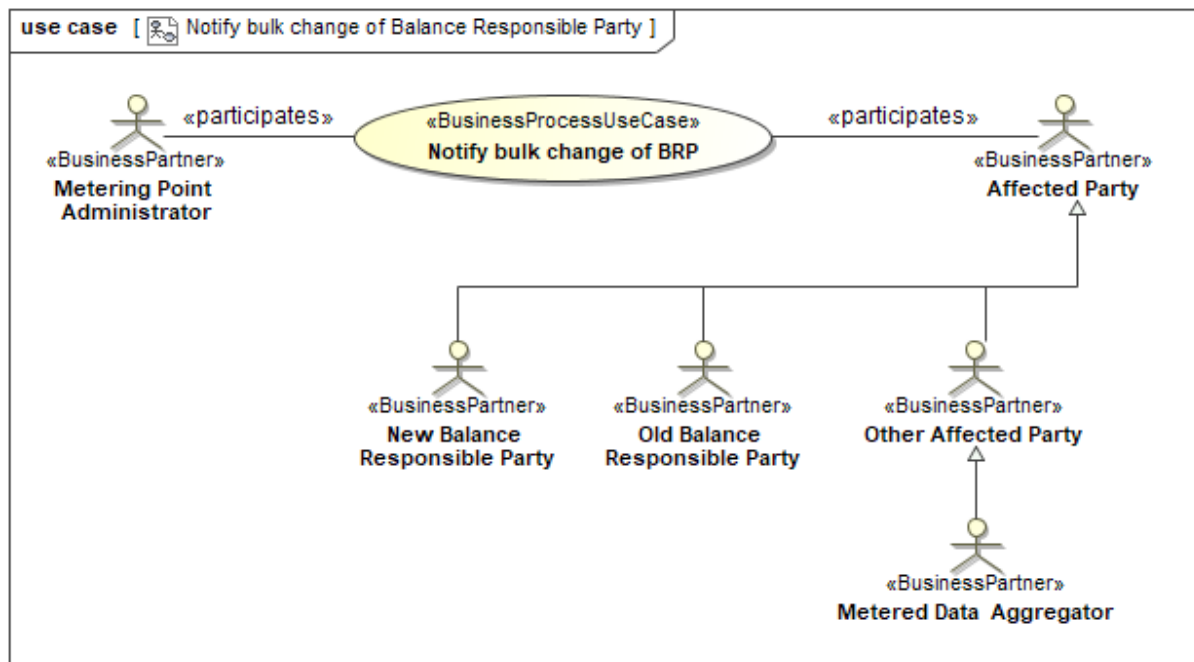 use case [ Notify bulk change of Balance Responsible Party ]
«participates»
«participates»
«BusinessProcessUseCase»
Notify bulk change of BRP
«BusinessPartner»
Metering Point
Administrator
«BusinessPartner»
Affected Party
«BusinessPartner»
New Balance
Responsible Party
«BusinessPartner»
Old Balance
Responsible Party
«BusinessPartner»
Other Affected Party
«BusinessPartner»
Metered Data Aggregator